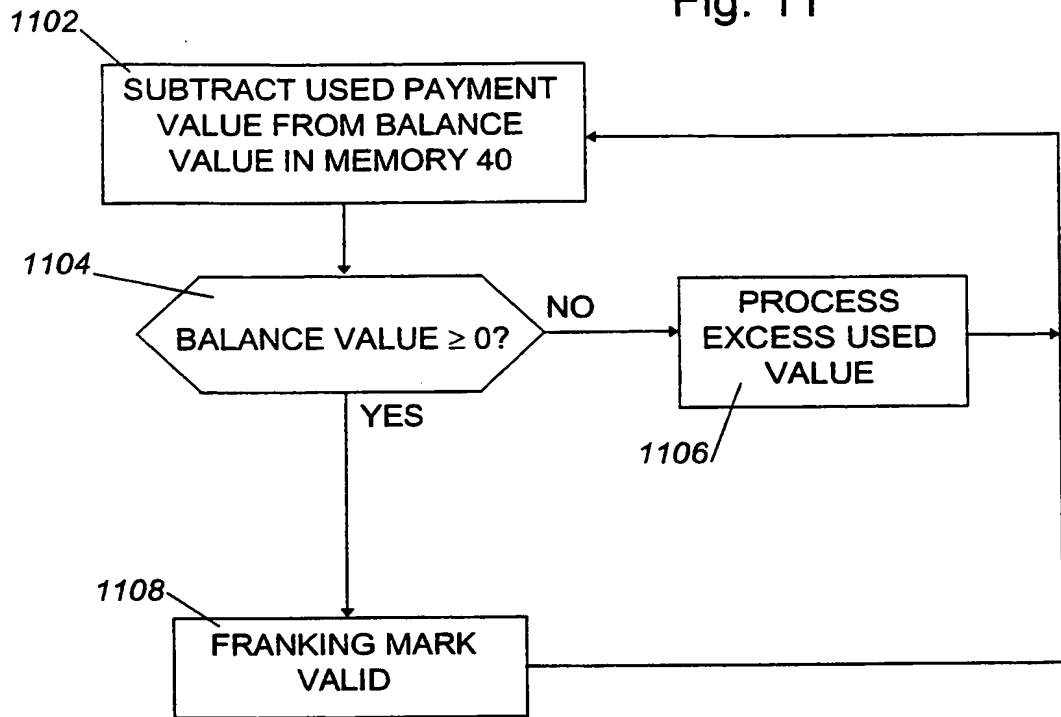 Fig. 11
1102
SUBTRACT USED PAYMENT
VALUE FROM BALANCE
VALUE IN MEMORY 40
1104
BALANCE VALUE ≥ 0?
NO
PROCESS
EXCESS USED
VALUE
YES
1106
1108
FRANKING MARK
VALID